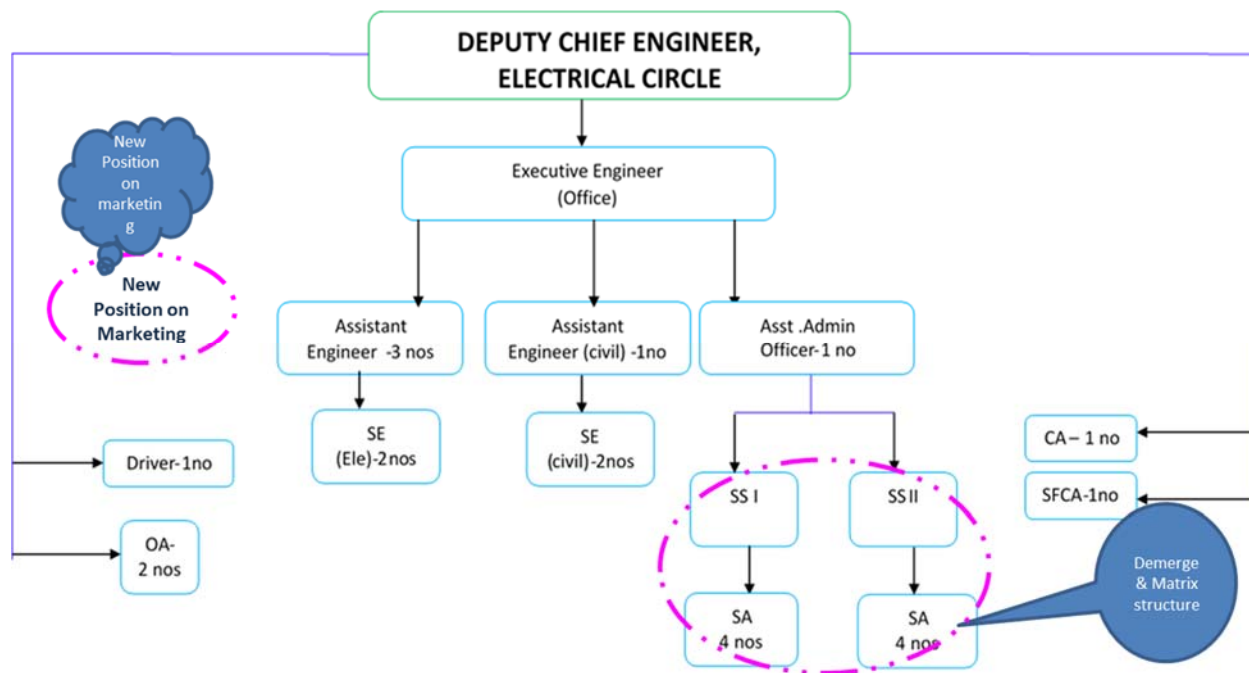 DEPUTY CHIEF ENGINEER,
ELECTRICAL CIRCLE
New
Position
on
marketin
g
Executive Engineer
(Office)
New
Position on
Marketing
Assistant
Engineer -3 nos
Assistant
Engineer (civil) -1no
Asst .Admin
Officer-1 no
SE
(Ele)-2nos
SE
(civil)-2nos
CA – 1 no
Driver-1no
SS I
SS II
SFCA-1no
OA-
2 nos
Demerge
& Matrix
structure
SA
4 nos
SA
4 nos